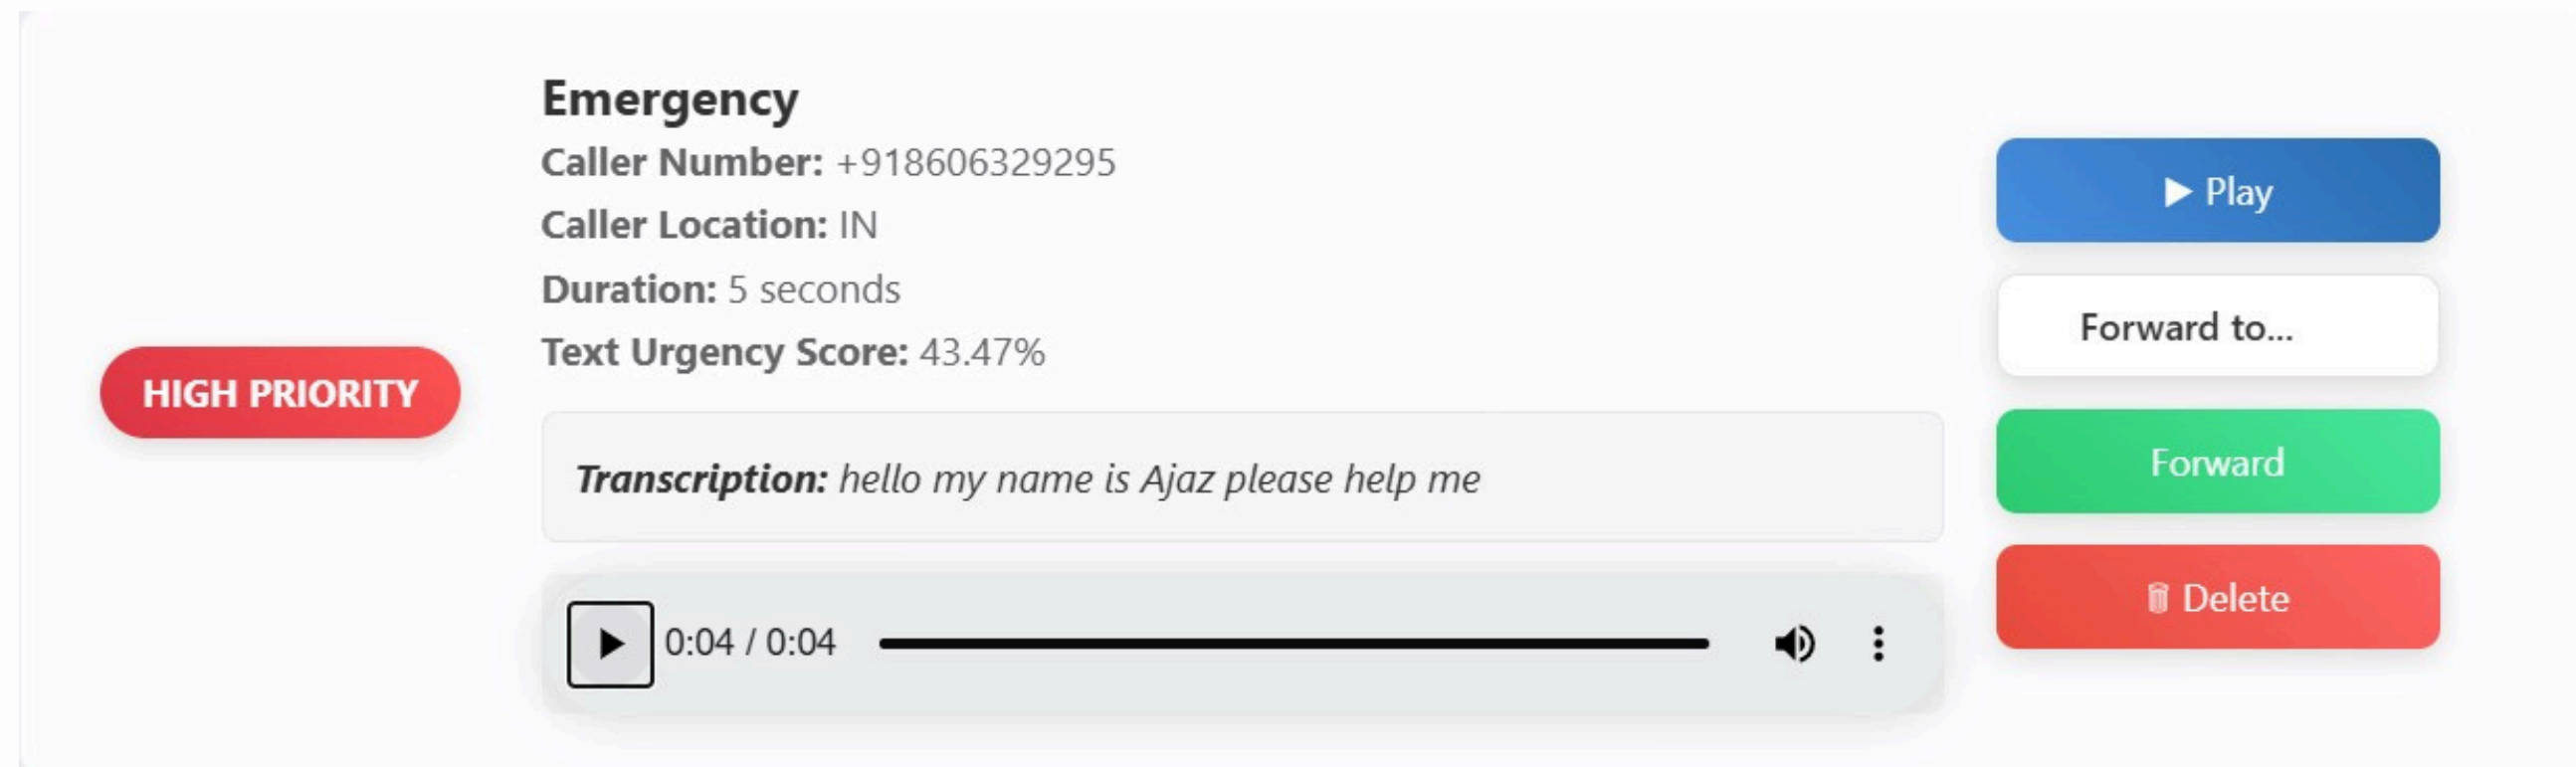 HIGH PRIORITY
Emergency
Caller Number: +918606329295
Caller Location: IN
Duration: 5 seconds
Text Urgency Score: 43.47%
Transcription: hello my name is Ajaz please help me
0:04 / 0:04
▶ Play
Forward to...
Forward
🗑 Delete